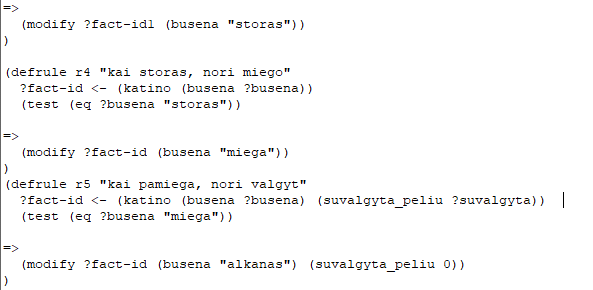 =>
  (modify ?fact-id1 (busena "storas"))
)

(defrule r4 "kai storas, nori miego"
  ?fact-id <- (katino (busena ?busena))
  (test (eq ?busena "storas"))

=>
  (modify ?fact-id (busena "miega"))
)
(defrule r5 "kai pamiega, nori valgyt"
  ?fact-id <- (katino (busena ?busena) (suvalgyta_peliu ?suvalgyta))
  (test (eq ?busena "miega"))

=>
  (modify ?fact-id (busena "alkanas") (suvalgyta_peliu 0))
)